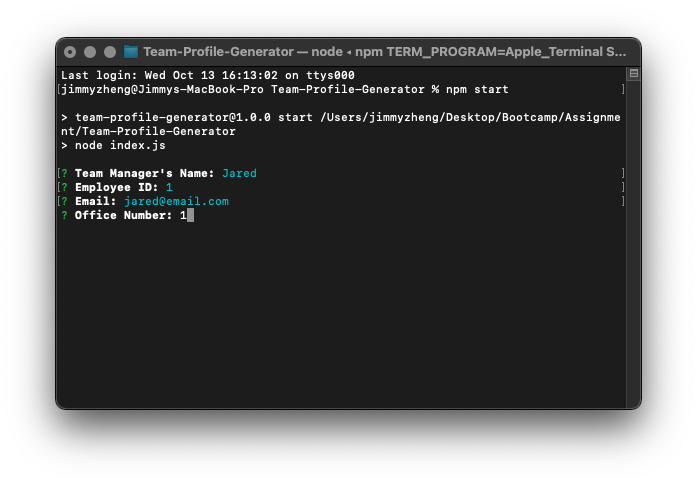 Team-Profile-Generator — node ◂ npm TERM_PROGRAM=Apple_Terminal S...
Last login: Wed Oct 13 16:13:02 on ttys000
[jimmyzheng@Jimmys-MacBook-Pro Team-Profile-Generator % npm start ]
> team-profile-generator@1.0.0 start /Users/jimmyzheng/Desktop/Bootcamp/Assignme
nt/Team-Profile-Generator
> node index.js
[? Team Manager's Name: Jared ]
[? Employee ID: 1 ]
[? Email: jared@email.com ]
? Office Number: 1